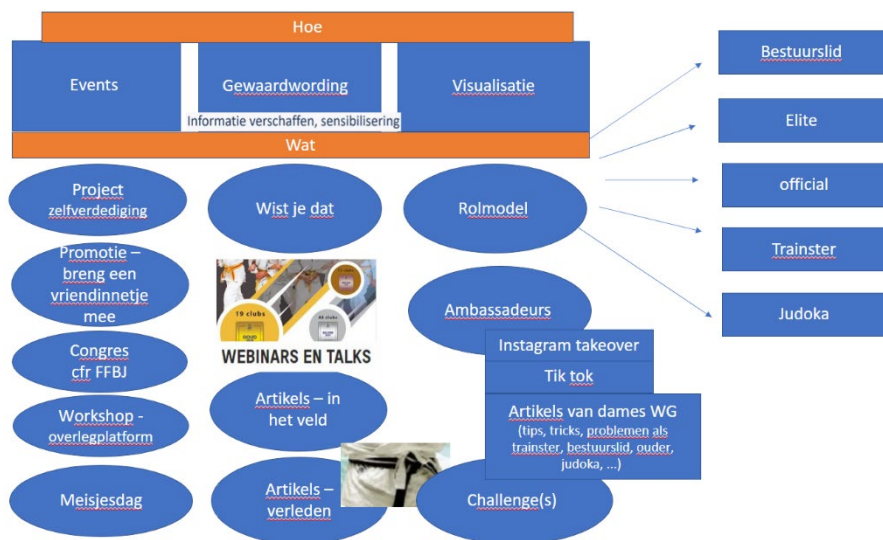 Hoe
Events
Gewaardwording
Visualisatie
Informatie verschaffen, sensibilisering
Wat
Project
zelfverdediging
Promotie –
breng een
vriendinnetje
mee
Congres
cfr FFBJ
Workshop -
overlegplatform
Meisjesdag
Wist je dat
19 clubs
WEBINARS EN TALKS
Artikels – in
het veld
Artikels –
verleden
Rolmodel
Ambassadeurs
Instagram takeover
Tik tok
Artikels van dames WG
(tips, tricks, problemen als
trainster, bestuurslid, ouder,
judoka, ...)
Challenge(s)
Bestuurslid
Elite
official
Trainster
Judoka